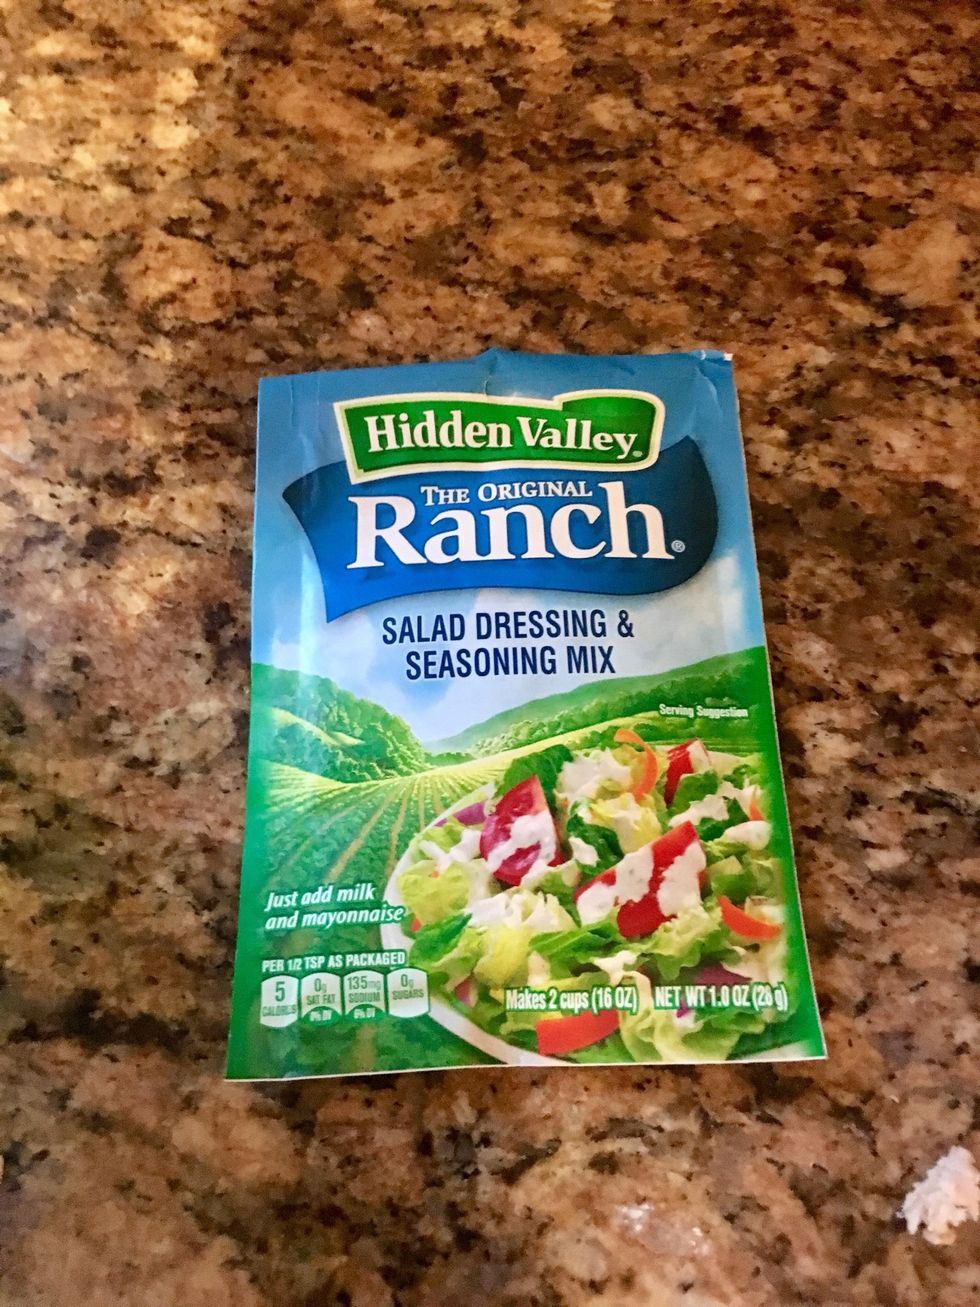 Hidden Valley®
THE ORIGINAL
Ranch®
SALAD DRESSING &
SEASONING MIX
Serving Suggestion
Just add milk
and mayonnaise
PER 1/2 TSP AS PACKAGED
5
CALORIES
0g
SAT FAT
0% DV
135mg
SODIUM
6% DV
0g
SUGARS
Makes 2 cups (16 OZ) NET WT 1.0 OZ (28 g)